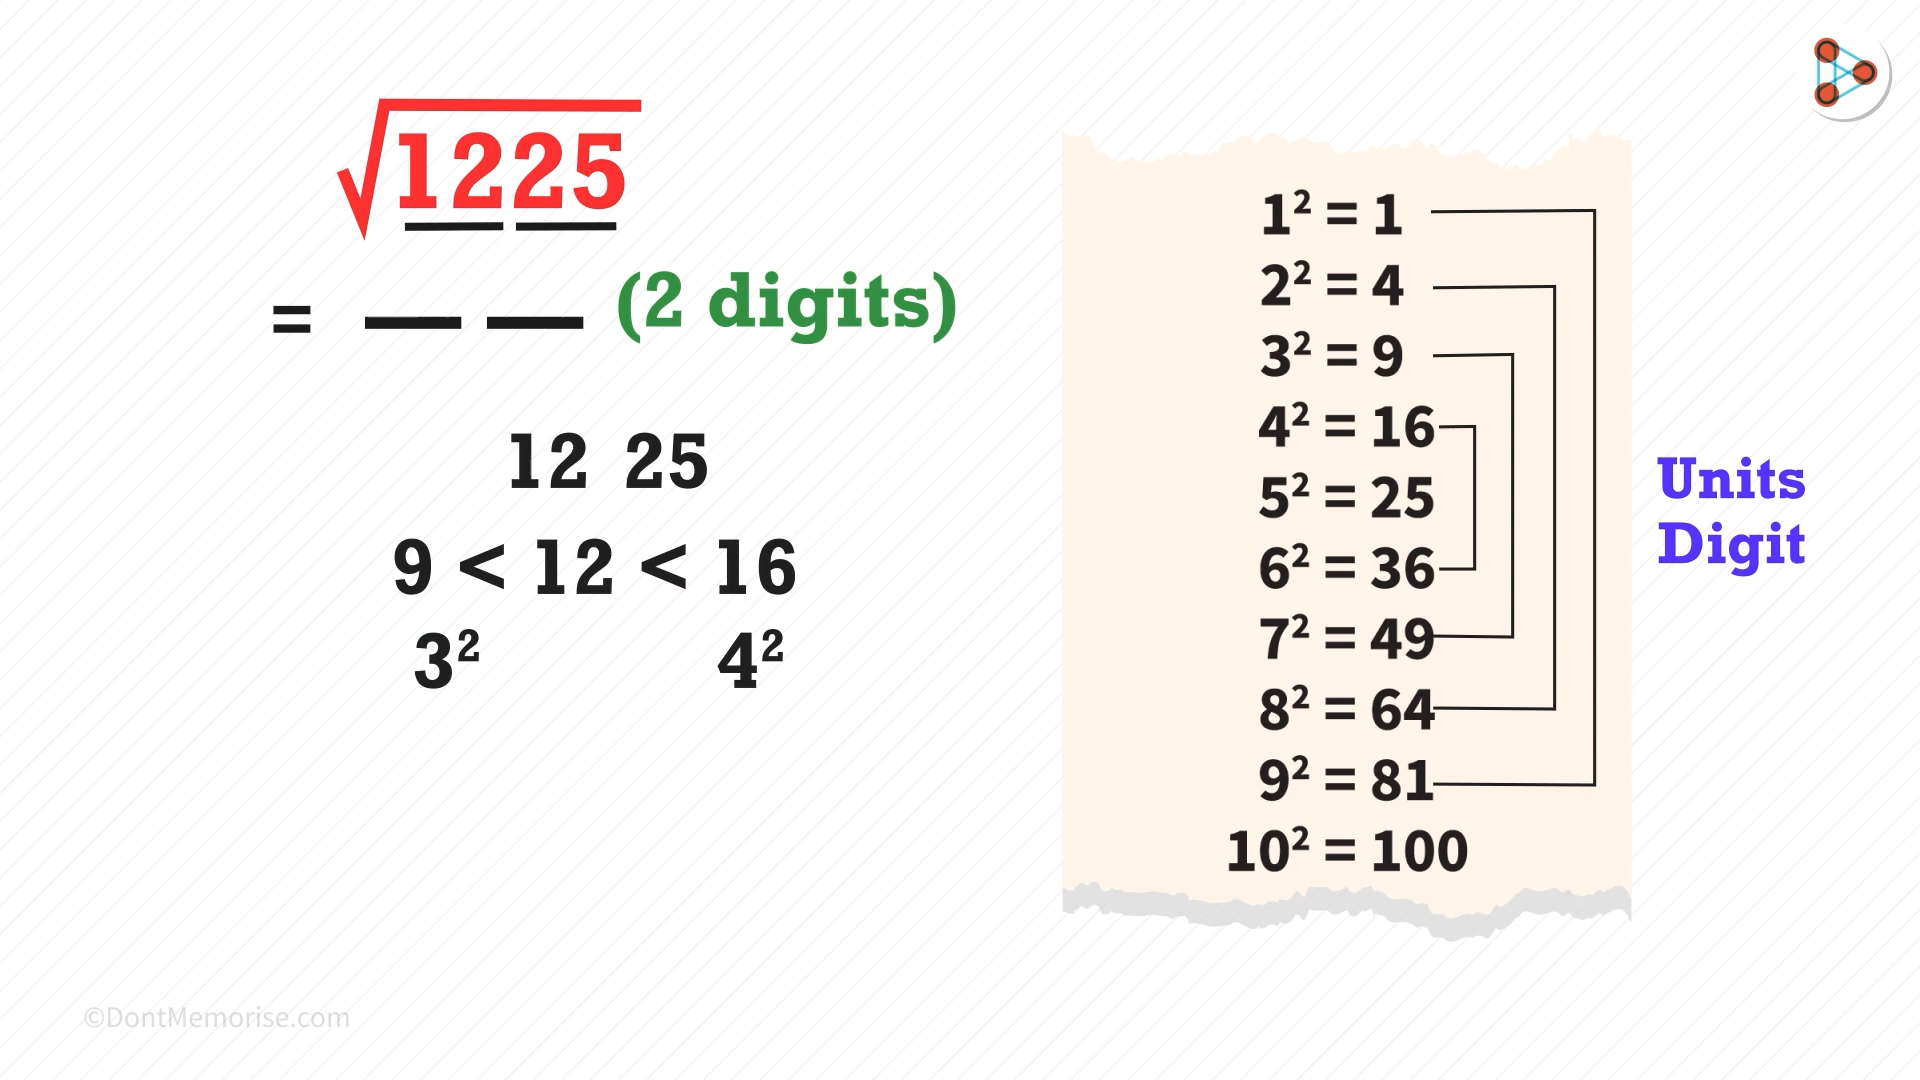 √1225
= __ __ (2 digits)
12 25
9 < 12 < 16
3² 4²
1² = 1
2² = 4
3² = 9
4² = 16
5² = 25
6² = 36
7² = 49
8² = 64
9² = 81
10² = 100
Units
Digit
©DontMemorise.com